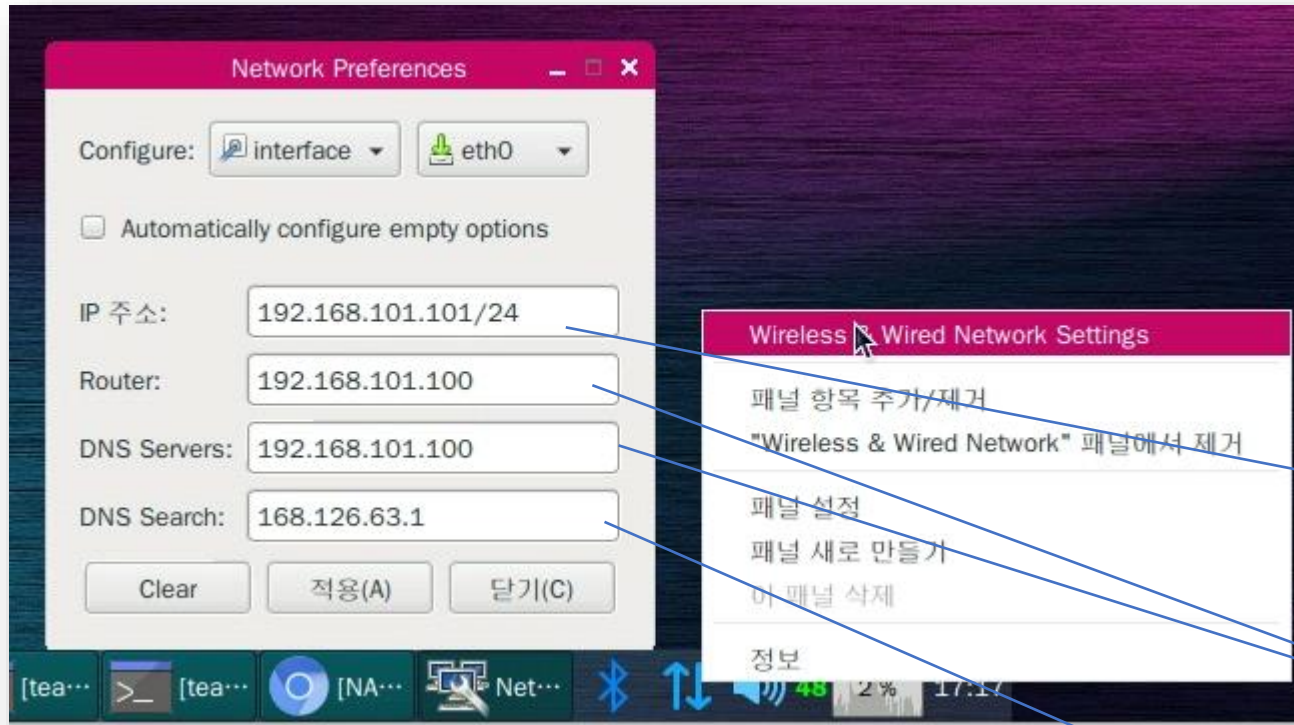 Network Preferences
Configure: interface eth0
Automatically configure empty options
IP 주소: 192.168.101.101/24
Router: 192.168.101.100
DNS Servers: 192.168.101.100
DNS Search: 168.126.63.1
Clear 적용(A) 닫기(C)
Wireless & Wired Network Settings
패널 항목 추가/제거
"Wireless & Wired Network" 패널에서 제거
패널 설정
패널 새로 만들기
이 패널 삭제
정보
[tea··· >_ [tea··· [NA··· Net··· 48 2 % 17:17